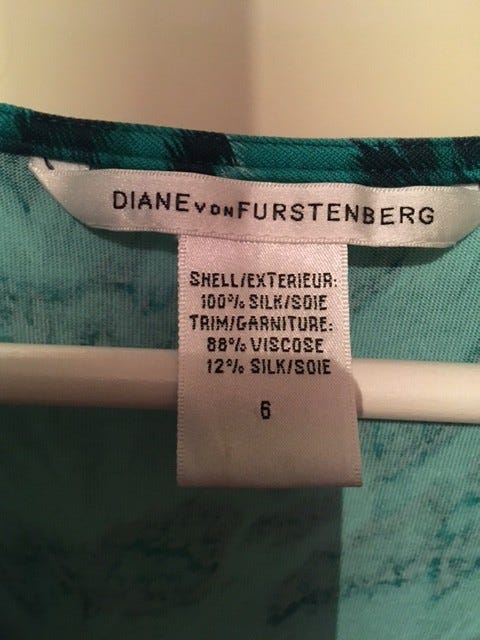 DIANE VON FURSTENBERG
SHELL/EXTERIEUR:
100% SILK/SOIE
TRIM/GARNITURE:
88% VISCOSE
12% SILK/SOIE
6